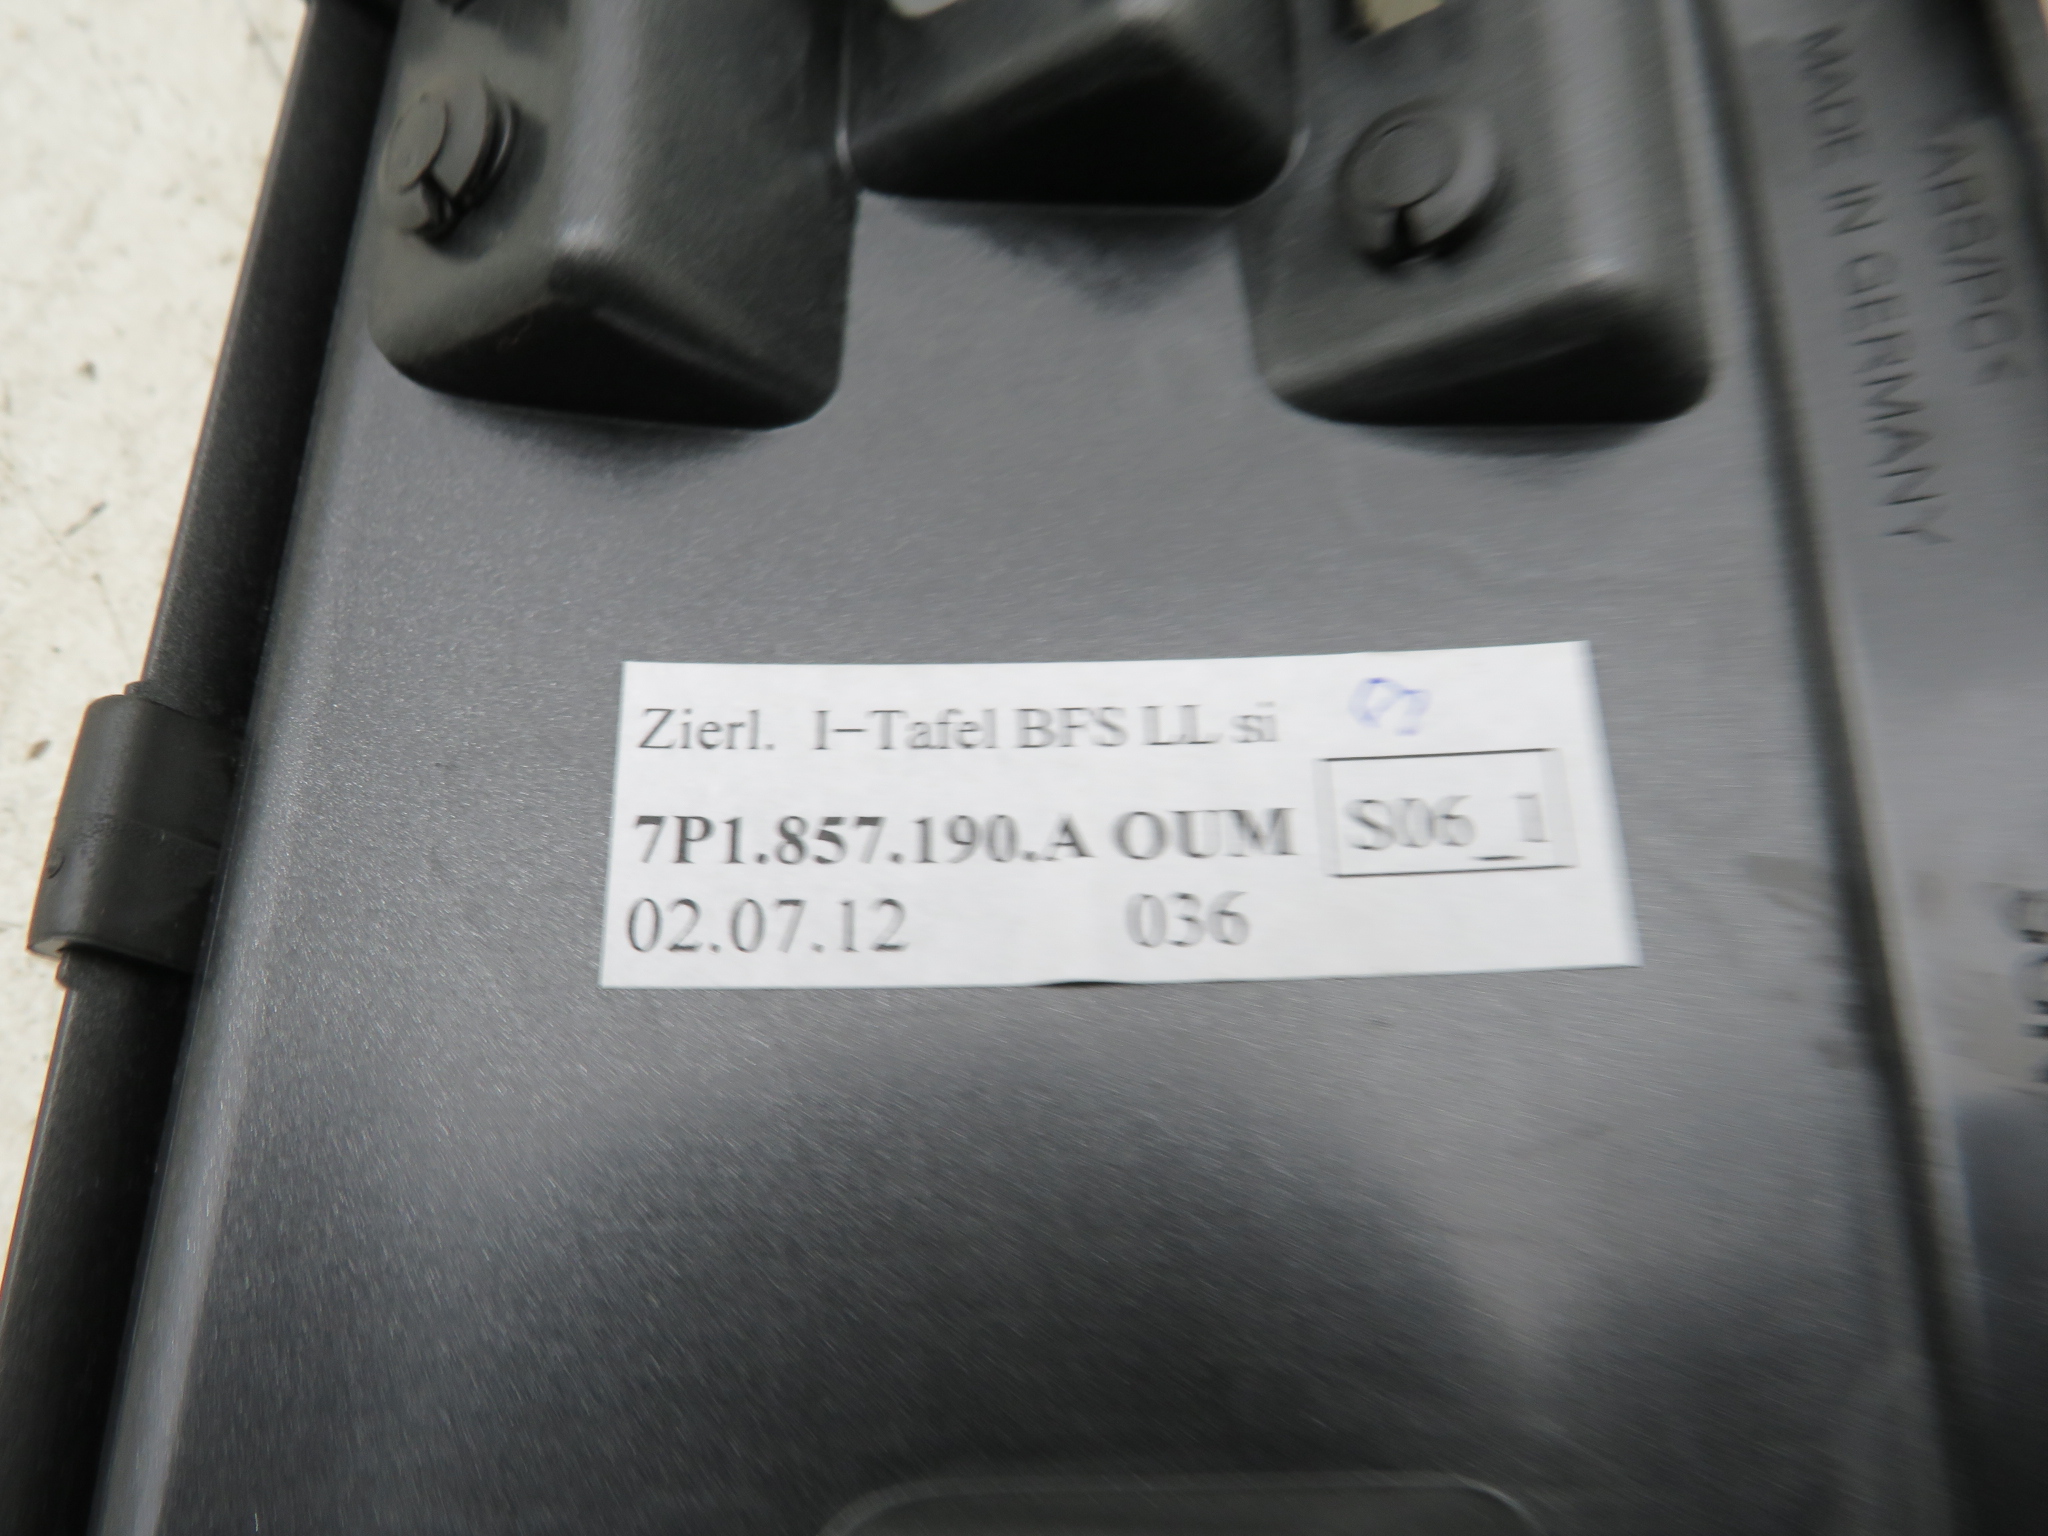 MADE IN GERMANY
Zierl. I-Tafel BFS LL si
7P1.857.190.A OUM S06_1
02.07.12 036